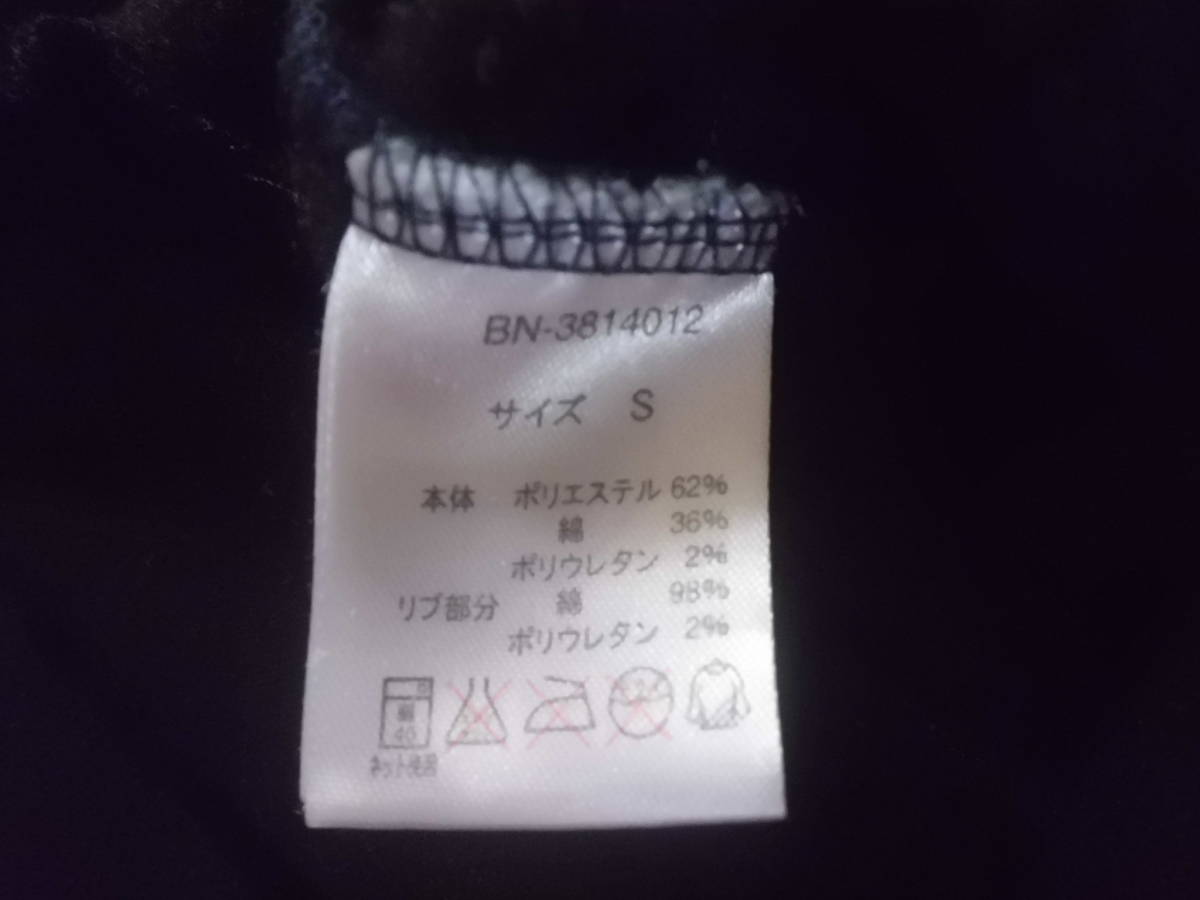 BN-3814012
サイズ S
本体 ポリエステル 62%
綿 36%
ポリウレタン 2%
リブ部分 綿 98%
ポリウレタン 2%
40
ネット使用